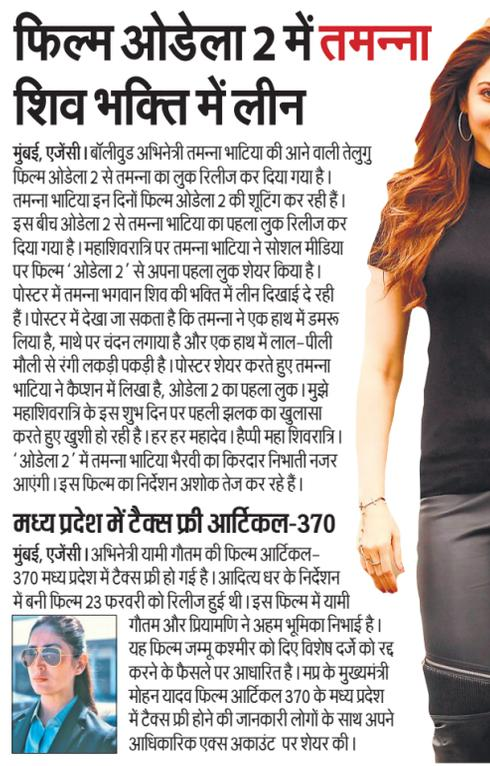 फिल्म ओडेला 2 में तमन्ना
शिव भक्ति में लीन
मुंबई, एजेंसी। बॉलीवुड अभिनेत्री तमन्ना भाटिया की आने वाली तेलुगु
फिल्म ओडेला 2 से तमन्ना का लुक रिलीज कर दिया गया है।
तमन्ना भाटिया इन दिनों फिल्म ओडेला 2 की शूटिंग कर रही हैं।
इस बीच ओडेला 2 से तमन्ना भाटिया का पहला लुक रिलीज कर
दिया गया है। महाशिवरात्रि पर तमन्ना भाटिया ने सोशल मीडिया
पर फिल्म ' ओडेला 2 ' से अपना पहला लुक शेयर किया है।
पोस्टर में तमन्ना भगवान शिव की भक्ति में लीन दिखाई दे रही
हैं। पोस्टर में देखा जा सकता है कि तमन्ना ने एक हाथ में डमरू
लिया है, माथे पर चंदन लगाया है और एक हाथ में लाल-पीली
मौली से रंगी लकड़ी पकड़ी है। पोस्टर शेयर करते हुए तमन्ना
भाटिया ने कैप्शन में लिखा है, ओडेला 2 का पहला लुक। मुझे
महाशिवरात्रि के इस शुभ दिन पर पहली झलक का खुलासा
करते हुए खुशी हो रही है। हर हर महादेव। हैप्पी महा शिवरात्रि।
' ओडेला 2 ' में तमन्ना भाटिया भैरवी का किरदार निभाती नजर
आएंगी। इस फिल्म का निर्देशन अशोक तेज कर रहे हैं।
मध्य प्रदेश में टैक्स फ्री आर्टिकल-370
मुंबई, एजेंसी। अभिनेत्री यामी गौतम की फिल्म आर्टिकल-
370 मध्य प्रदेश में टैक्स फ्री हो गई है। आदित्य धर के निर्देशन
में बनी फिल्म 23 फरवरी को रिलीज हुई थी। इस फिल्म में यामी
गौतम और प्रियामणि ने अहम भूमिका निभाई है।
यह फिल्म जम्मू कश्मीर को दिए विशेष दर्जे को रद्द
करने के फैसले पर आधारित है। मप्र के मुख्यमंत्री
मोहन यादव फिल्म आर्टिकल 370 के मध्य प्रदेश
में टैक्स फ्री होने की जानकारी लोगों के साथ अपने
आधिकारिक एक्स अकाउंट पर शेयर की।